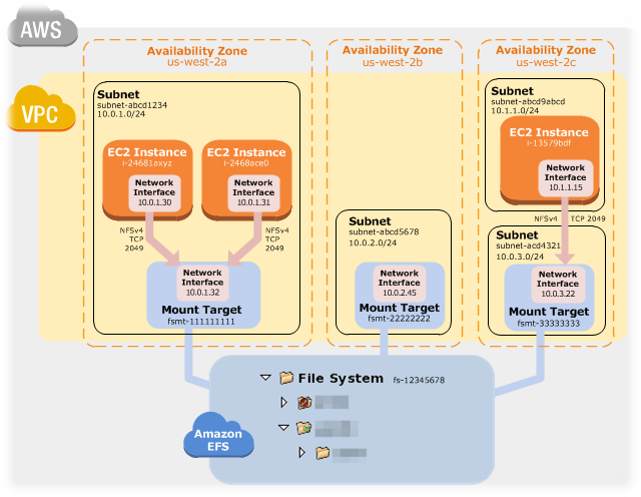 AWS
Availability Zone
us-west-2a
Availability Zone
us-west-2b
Availability Zone
us-west-2c
VPC
Subnet
subnet-abcd1234
10.0.1.0/24
EC2 Instance
i-24681axyz
Network
Interface
10.0.1.30
EC2 Instance
i-2468ace0
Network
Interface
10.0.1.31
NFSv4
TCP
2049
NFSv4
TCP
2049
Network
Interface
10.0.1.32
Mount Target
fsmt-111111111
Subnet
subnet-abcd5678
10.0.2.0/24
Network
Interface
10.0.2.45
Mount Target
fsmt-22222222
Subnet
subnet-abcd9abcd
10.1.1.0/24
EC2 Instance
i-13579bdf
Network
Interface
10.1.1.15
NFSv4 TCP 2049
Subnet
subnet-acd4321
10.0.3.0/24
Network
Interface
10.0.3.22
Mount Target
fsmt-33333333
File System fs-12345678
Amazon
EFS